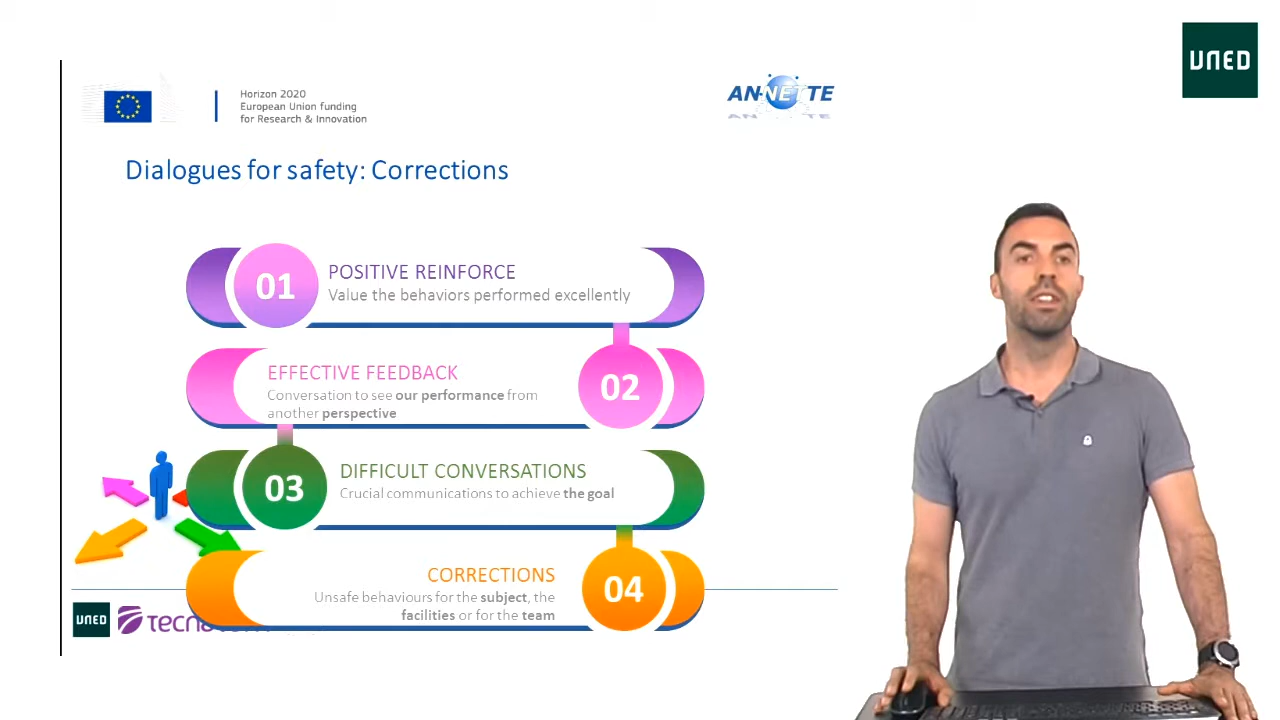 UNED
Horizon 2020
European Union funding
for Research & Innovation
AN-NETTE
Dialogues for safety: Corrections
01
POSITIVE REINFORCE
Value the behaviors performed excellently
EFFECTIVE FEEDBACK
Conversation to see our performance from
another perspective
02
03
DIFFICULT CONVERSATIONS
Crucial communications to achieve the goal
CORRECTIONS
Unsafe behaviours for the subject, the
facilities or for the team
04
UNED